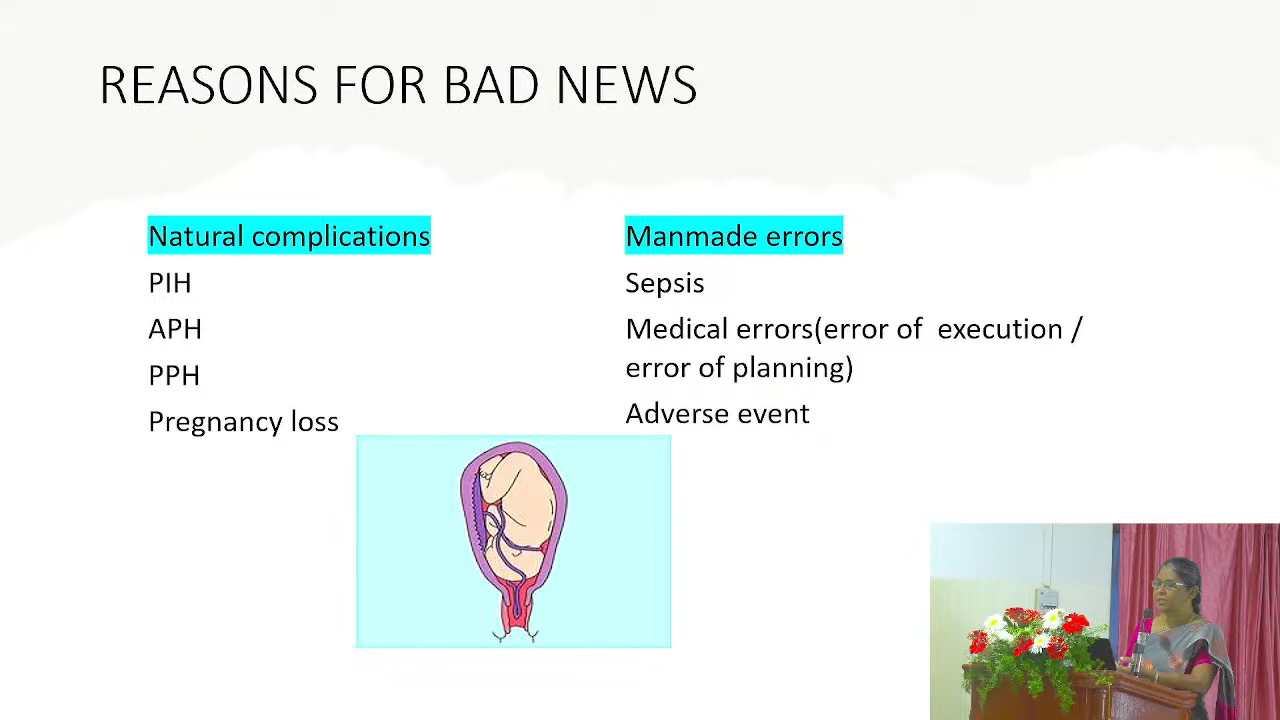 REASONS FOR BAD NEWS
Natural complications
PIH
APH
PPH
Pregnancy loss
Manmade errors
Sepsis
Medical errors(error of  execution /
error of planning)
Adverse event